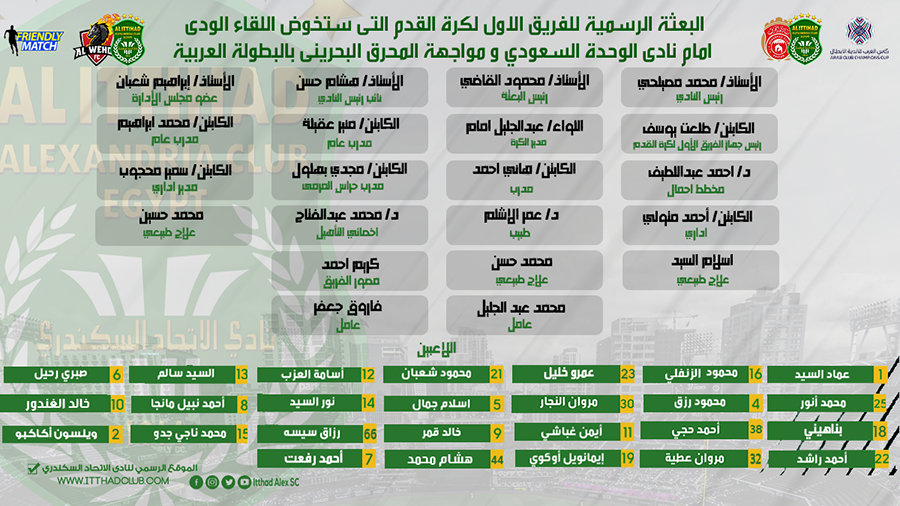 البعثة الرسمية للفريق الاول لكرة القدم التى ستخوض اللقاء الودى
امام نادى الوحدة السعودي و مواجهة المحرق البحرينى بالبطولة العربية
FRIENDLY MATCH
AL WEHDA
FC
ALITTIHAD
ALITTIHAD
كأس العرب للأندية الأبطال
ARAB CLUB CHAMPIONS CUP
ALITTIHAD
ALEXANDRIA CLUB
EGYPT
نادي الاتحاد السكندري
الأستاذ/ محمد مصيلحي
رئيس النادي
الأستاذ/ محمود القاضي
رئيس البعثة
الأستاذ/ هشام حسن
نائب رئيس النادي
الأستاذ/ إبراهيم شعبان
عضو مجلس الإدارة
الكابتن/ طلعت يوسف
رئيس جهاز الفريق الأول لكرة القدم
اللواء/ عبدالجليل امام
مدير الكرة
الكابتن/ منير عقيلة
مدرب عام
الكابتن/ محمد ابراهيم
مدرب عام
د/ احمد عبداللطيف
مخطط احمال
الكابتن/ هاني احمد
مدرب
الكابتن/ مجدي بهلول
مدرب حراس المرمى
الكابتن/ سمير محجوب
مدير اداري
الكابتن/ أحمد متولي
اداري
د/ عمر الإشلم
طبيب
د/ محمد عبدالفتاح
اخصائي التأهيل
محمد حسين
علاج طبيعي
اسلام السيد
علاج طبيعي
محمد حسن
علاج طبيعي
كريم احمد
مصور الفريق
محمد عبد الجليل
عامل
فاروق جعفر
عامل
اللاعبين
1 عماد السيد
16 محمود الزنفلي
23 عمرو خليل
21 محمود شعبان
12 أسامة العزب
13 السيد سالم
6 صبري رحيل
25 محمد أنور
4 محمود رزق
30 مروان النجار
5 اسلام جمال
14 نور السيد
8 أحمد نبيل مانجا
10 خالد الغندور
18 بناهيني
38 أحمد حجي
11 أيمن غباشي
9 خالد قمر
66 رزاق سيسه
15 محمد ناجي جدو
2 ويلسون أكاكبو
22 أحمد راشد
32 مروان عطية
19 إيمانويل أوكوي
44 هشام محمد
7 أحمد رفعت
الموقع الرسمي للنادى الاتحاد السكندري
WWW.ITTHADCLUB.COM
Itthad Alex SC